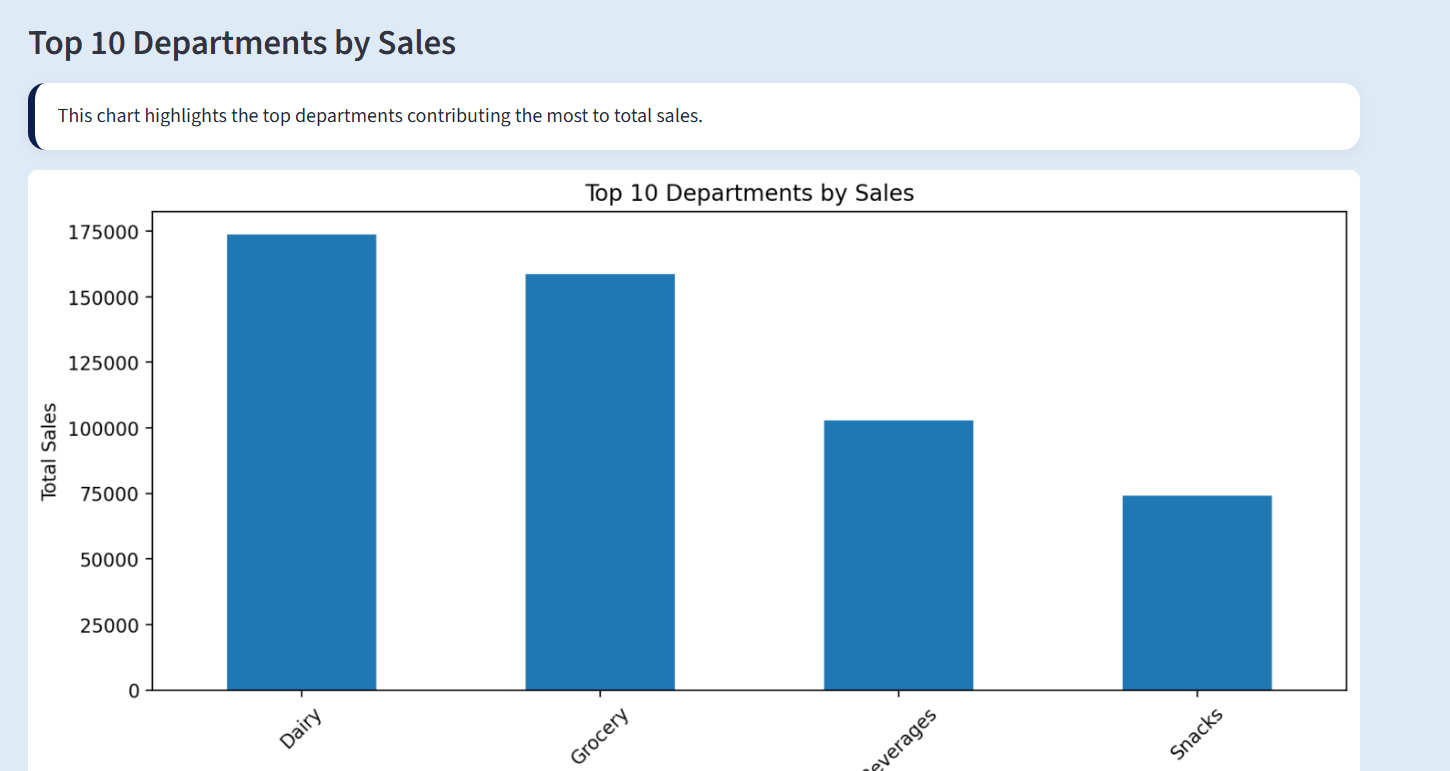 Top 10 Departments by Sales
This chart highlights the top departments contributing the most to total sales.
Top 10 Departments by Sales
175000
150000
125000
100000
75000
50000
25000
0
Total Sales
Dairy
Grocery
Beverages
Snacks